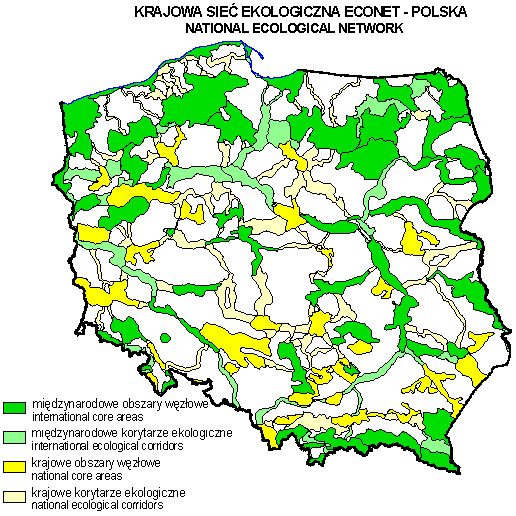 KRAJOWA SIEĆ EKOLOGICZNA ECONET - POLSKA
NATIONAL ECOLOGICAL NETWORK
międzynarodowe obszary węzłowe
international core areas
międzynarodowe korytarze ekologiczne
international ecological corridors
krajowe obszary węzłowe
national core areas
krajowe korytarze ekologiczne
national ecological corridors